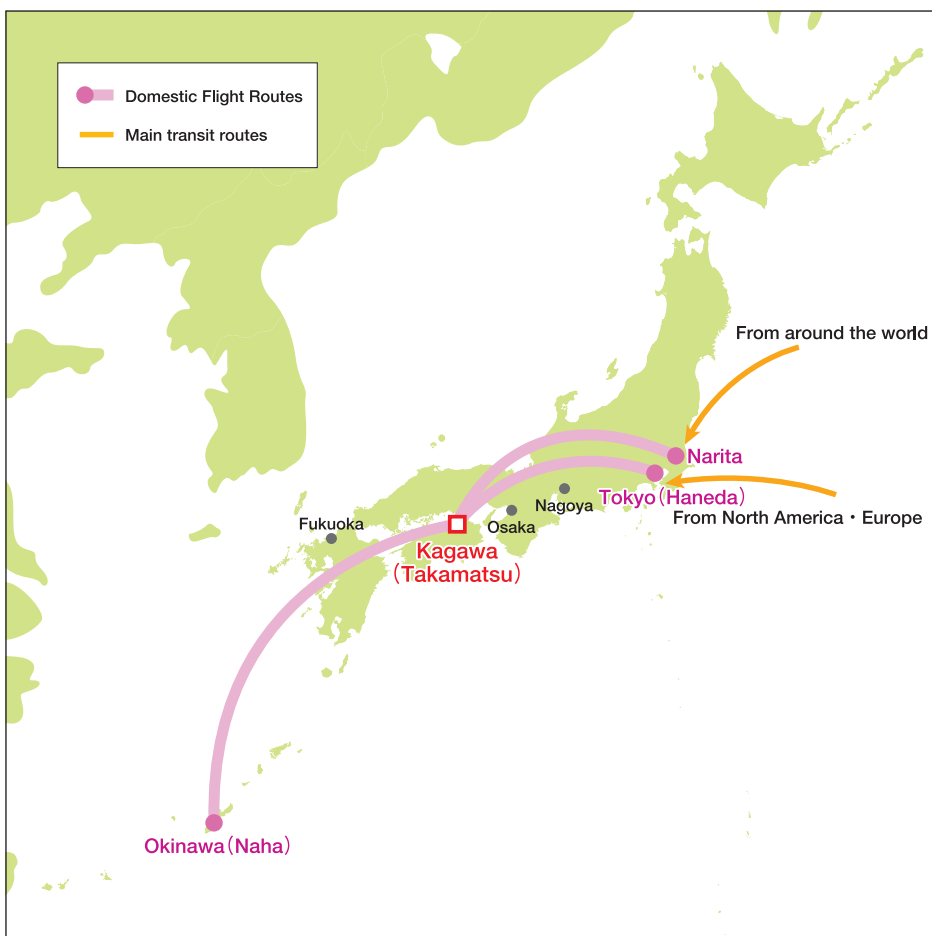 Domestic Flight Routes
Main transit routes
From around the world
Narita
Tokyo（Haneda）
Nagoya
From North America・Europe
Osaka
Fukuoka
Kagawa
（Takamatsu）
Okinawa（Naha）